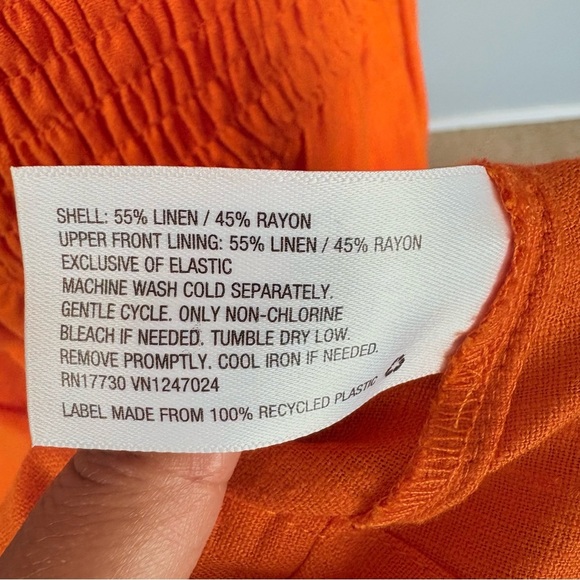 SHELL: 55% LINEN / 45% RAYON
UPPER FRONT LINING: 55% LINEN / 45% RAYON
EXCLUSIVE OF ELASTIC
MACHINE WASH COLD SEPARATELY.
GENTLE CYCLE. ONLY NON-CHLORINE
BLEACH IF NEEDED. TUMBLE DRY LOW.
REMOVE PROMPTLY. COOL IRON IF NEEDED.
RN17730 VN1247024
LABEL MADE FROM 100% RECYCLED PLASTIC